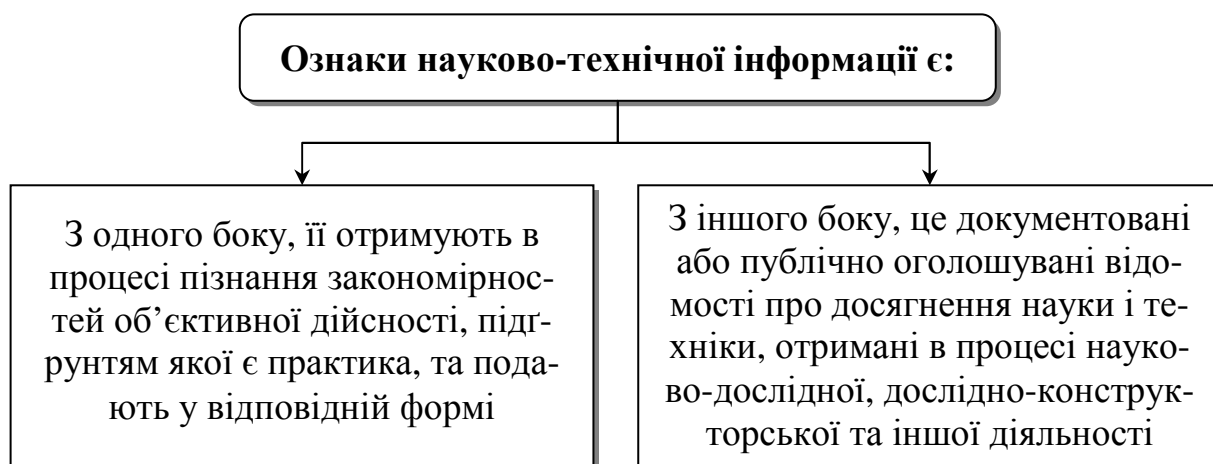 Ознаки науково-технічної інформації є:
З одного боку, її отримують в
процесі пізнання закономірнос-
тей об’єктивної дійсності, підґ-
рунтям якої є практика, та пода-
ють у відповідній формі
З іншого боку, це документовані
або публічно оголошувані відо-
мості про досягнення науки і те-
хніки, отримані в процесі науко-
во-дослідної, дослідно-конструк-
торської та іншої діяльності